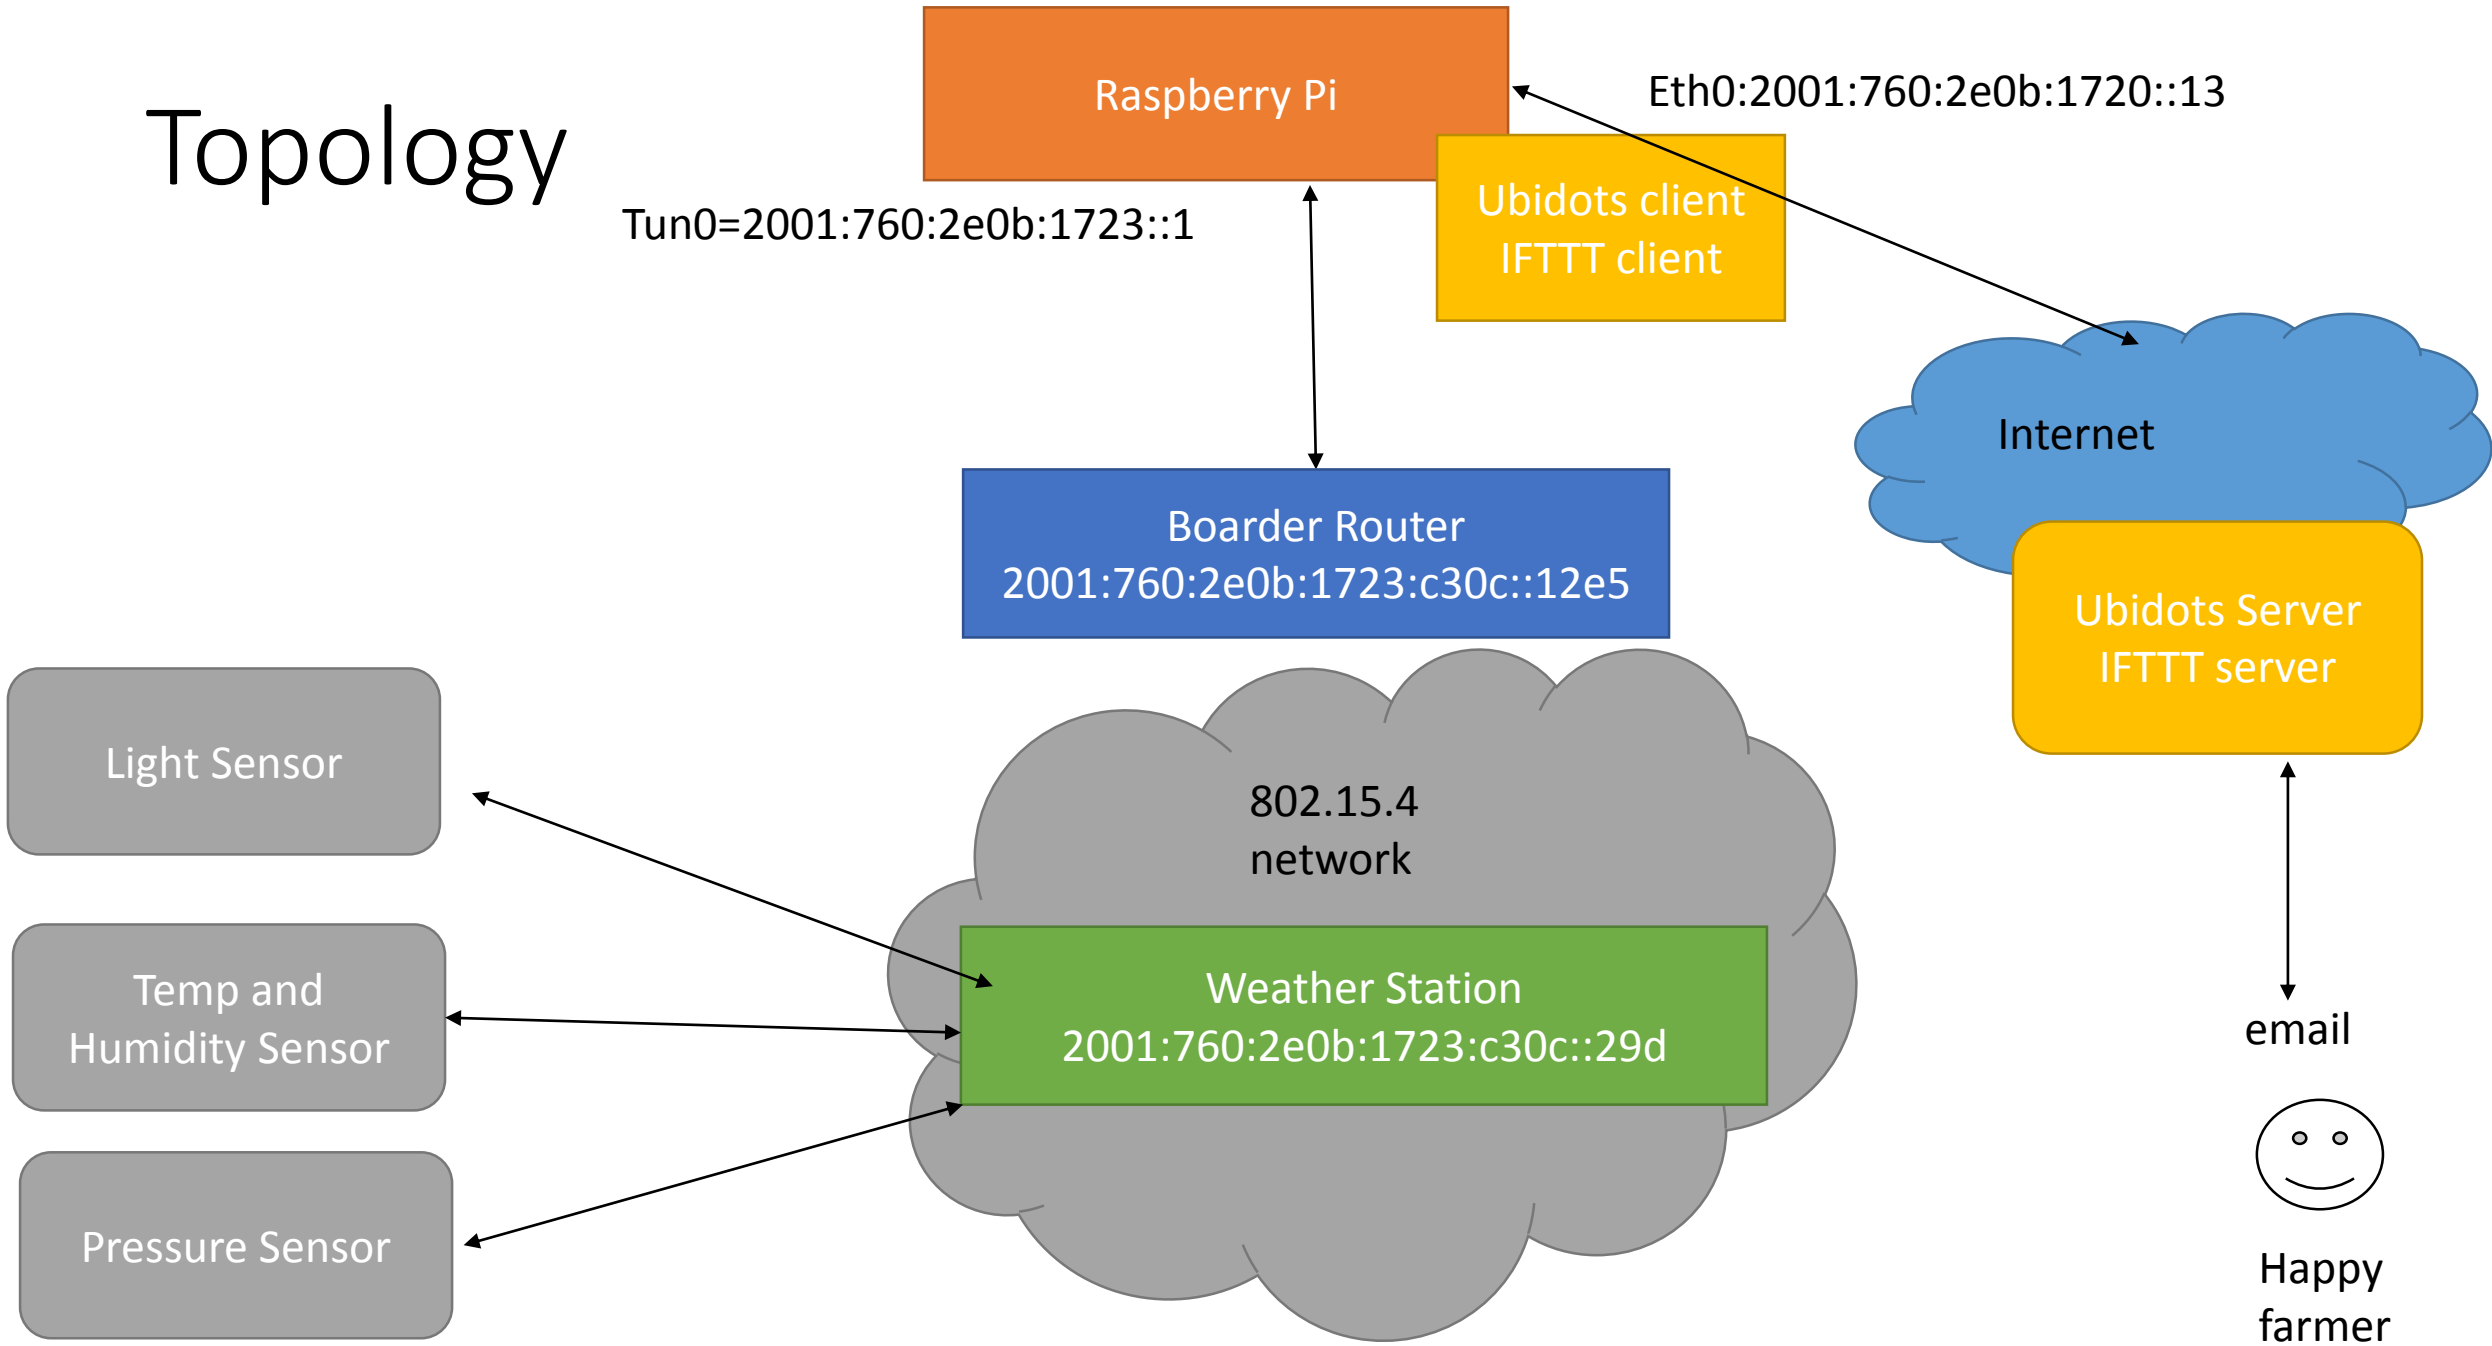 Topology
Raspberry Pi
Eth0:2001:760:2e0b:1720::13
Tun0=2001:760:2e0b:1723::1
Ubidots client
IFTTT client
Internet
Boarder Router
2001:760:2e0b:1723:c30c::12e5
Ubidots Server
IFTTT server
Light Sensor
802.15.4
network
Temp and
Humidity Sensor
Weather Station
2001:760:2e0b:1723:c30c::29d
email
Pressure Sensor
Happy
farmer